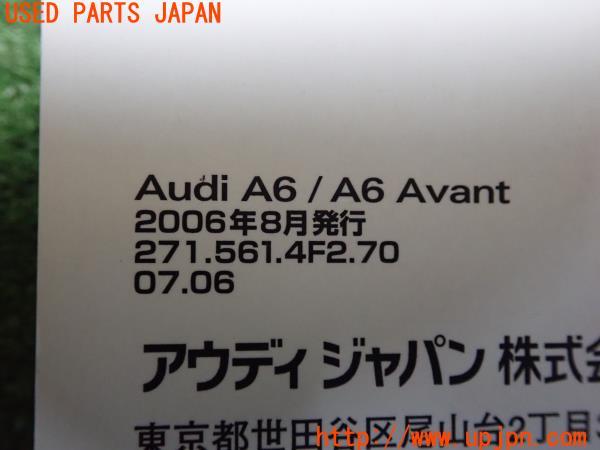 USED PARTS JAPAN
Audi A6 / A6 Avant
2006年8月発行
271.561.4F2.70
07.06
アウディ ジャパン 株式会
東京都世田谷区尾山台2丁目3
http://www.upjpn.com